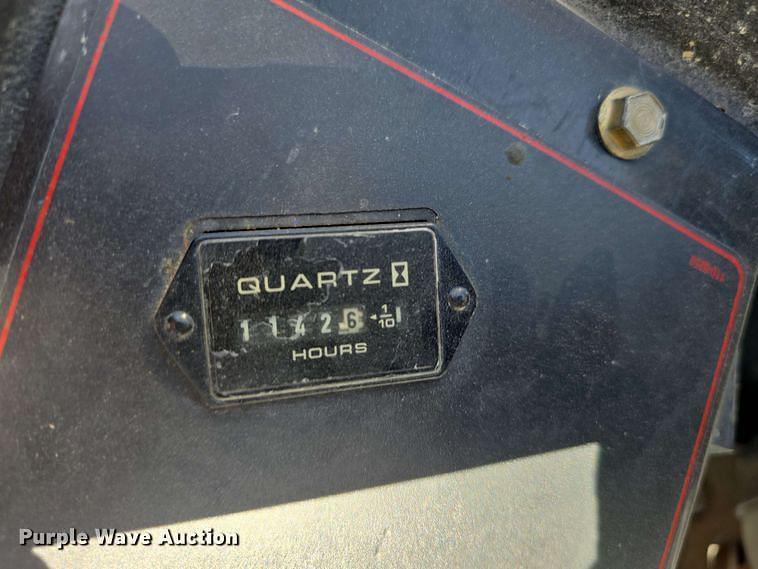 QUARTZ
1 1 4 2 .6 ◂1/10
HOURS
Purple Wave Auction